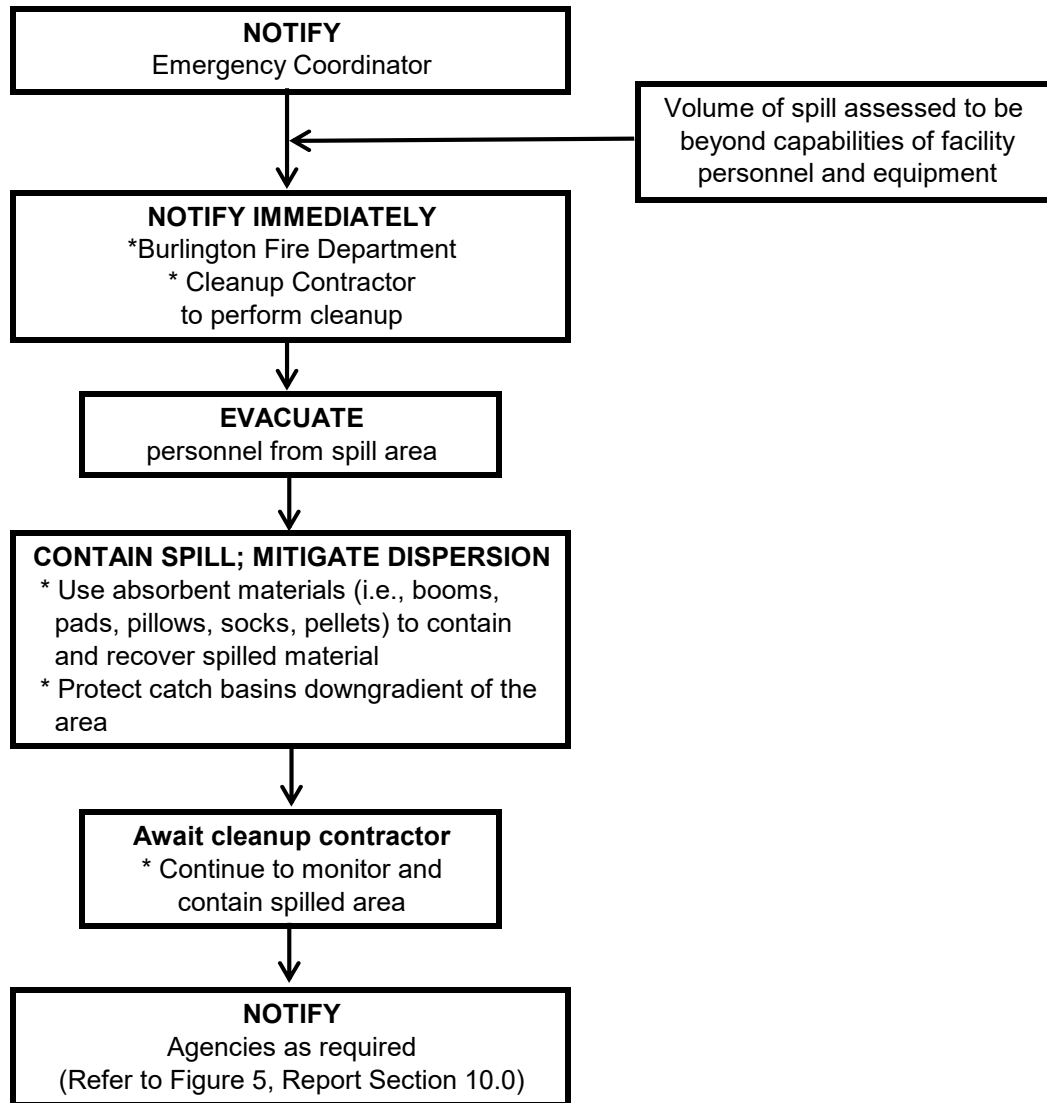 NOTIFY
Emergency Coordinator
Volume of spill assessed to be
beyond capabilities of facility
personnel and equipment
NOTIFY IMMEDIATELY
*Burlington Fire Department
* Cleanup Contractor
to perform cleanup
EVACUATE
personnel from spill area
CONTAIN SPILL; MITIGATE DISPERSION
* Use absorbent materials (i.e., booms,
pads, pillows, socks, pellets) to contain
and recover spilled material
* Protect catch basins downgradient of the
area
Await cleanup contractor
* Continue to monitor and
contain spilled area
NOTIFY
Agencies as required
(Refer to Figure 5, Report Section 10.0)